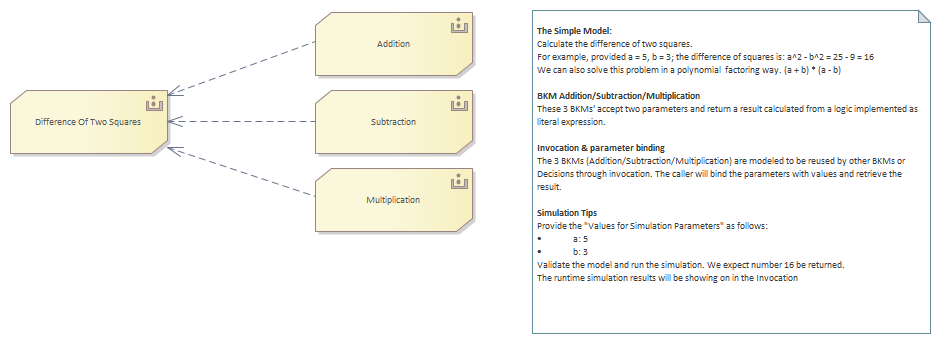 Addition
Difference Of Two Squares
Subtraction
Multiplication
The Simple Model:
Calculate the difference of two squares.
For example, provided a = 5, b = 3; the difference of squares is: a^2 - b^2 = 25 - 9 = 16
We can also solve this problem in a polynomial factoring way. (a + b) * (a - b)
BKM Addition/Subtraction/Multiplication
These 3 BKMs' accept two parameters and return a result calculated from a logic implemented as
literal expression.
Invocation & parameter binding
The 3 BKMs (Addition/Subtraction/Multiplication) are modeled to be reused by other BKMs or
Decisions through invocation. The caller will bind the parameters with values and retrieve the
result.
Simulation Tips
Provide the "Values for Simulation Parameters" as follows:
• a: 5
• b: 3
Validate the model and run the simulation. We expect number 16 be returned.
The runtime simulation results will be showing on in the Invocation